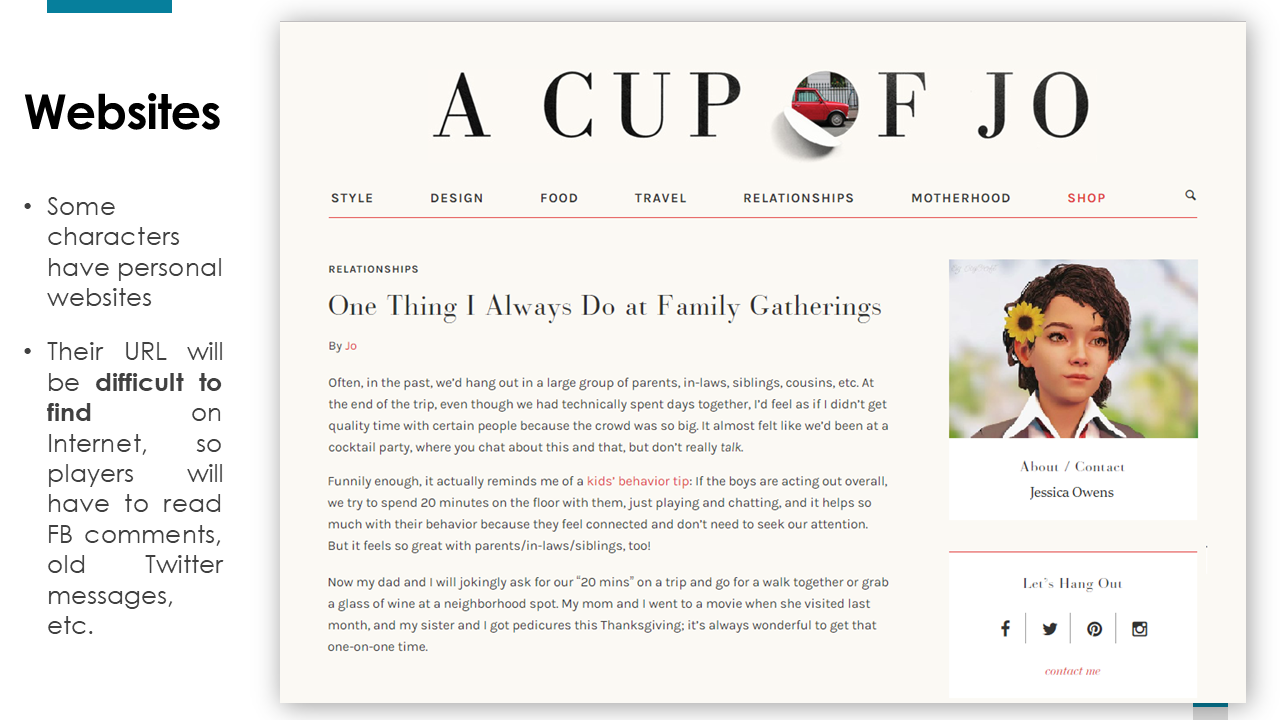 Websites
• Some
characters
have personal
websites
• Their URL will
be difficult to
find on
Internet, so
players will
have to read
FB comments,
old Twitter
messages,
etc.
A CUP OF JO
STYLE DESIGN FOOD TRAVEL RELATIONSHIPS MOTHERHOOD SHOP
RELATIONSHIPS
One Thing I Always Do at Family Gatherings
By Jo
Often, in the past, we’d hang out in a large group of parents, in-laws, siblings, cousins, etc. At
the end of the trip, even though we had technically spent days together, I’d feel as if I didn’t get
quality time with certain people because the crowd was so big. It almost felt like we’d been at a
cocktail party, where you chat about this and that, but don’t really talk.
Funnily enough, it actually reminds me of a kids’ behavior tip: If the boys are acting out overall,
we try to spend 20 minutes on the floor with them, just playing and chatting, and it helps so
much with their behavior because they feel connected and don’t need to seek our attention.
But it feels so great with parents/in-laws/siblings, too!
Now my dad and I will jokingly ask for our “20 mins” on a trip and go for a walk together or grab
a glass of wine at a neighborhood spot. My mom and I went to a movie when she visited last
month, and my sister and I got pedicures this Thanksgiving; it’s always wonderful to get that
one-on-one time.
About / Contact
Jessica Owens
Let’s Hang Out
contact me